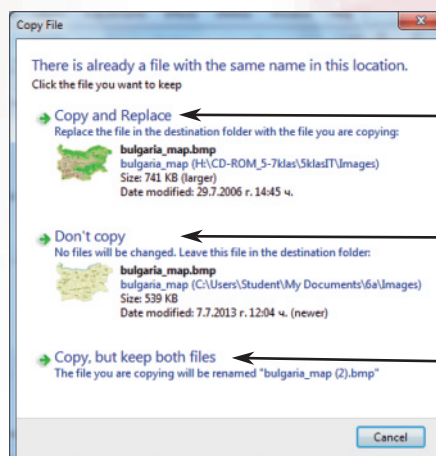 Copy File
There is already a file with the same name in this location.
Click the file you want to keep
Copy and Replace
Replace the file in the destination folder with the file you are copying:
bulgaria_map.bmp
bulgaria_map (H:\CD-ROM_5-7klas\5klasIT\Images)
Size: 741 KB (larger)
Date modified: 29.7.2006 г. 14:45 ч.
Don't copy
No files will be changed. Leave this file in the destination folder:
bulgaria_map.bmp
bulgaria_map (C:\Users\Student\My Documents\6a\Images)
Size: 539 KB
Date modified: 7.7.2013 г. 12:04 ч. (newer)
Copy, but keep both files
The file you are copying will be renamed "bulgaria_map (2).bmp"
Cancel